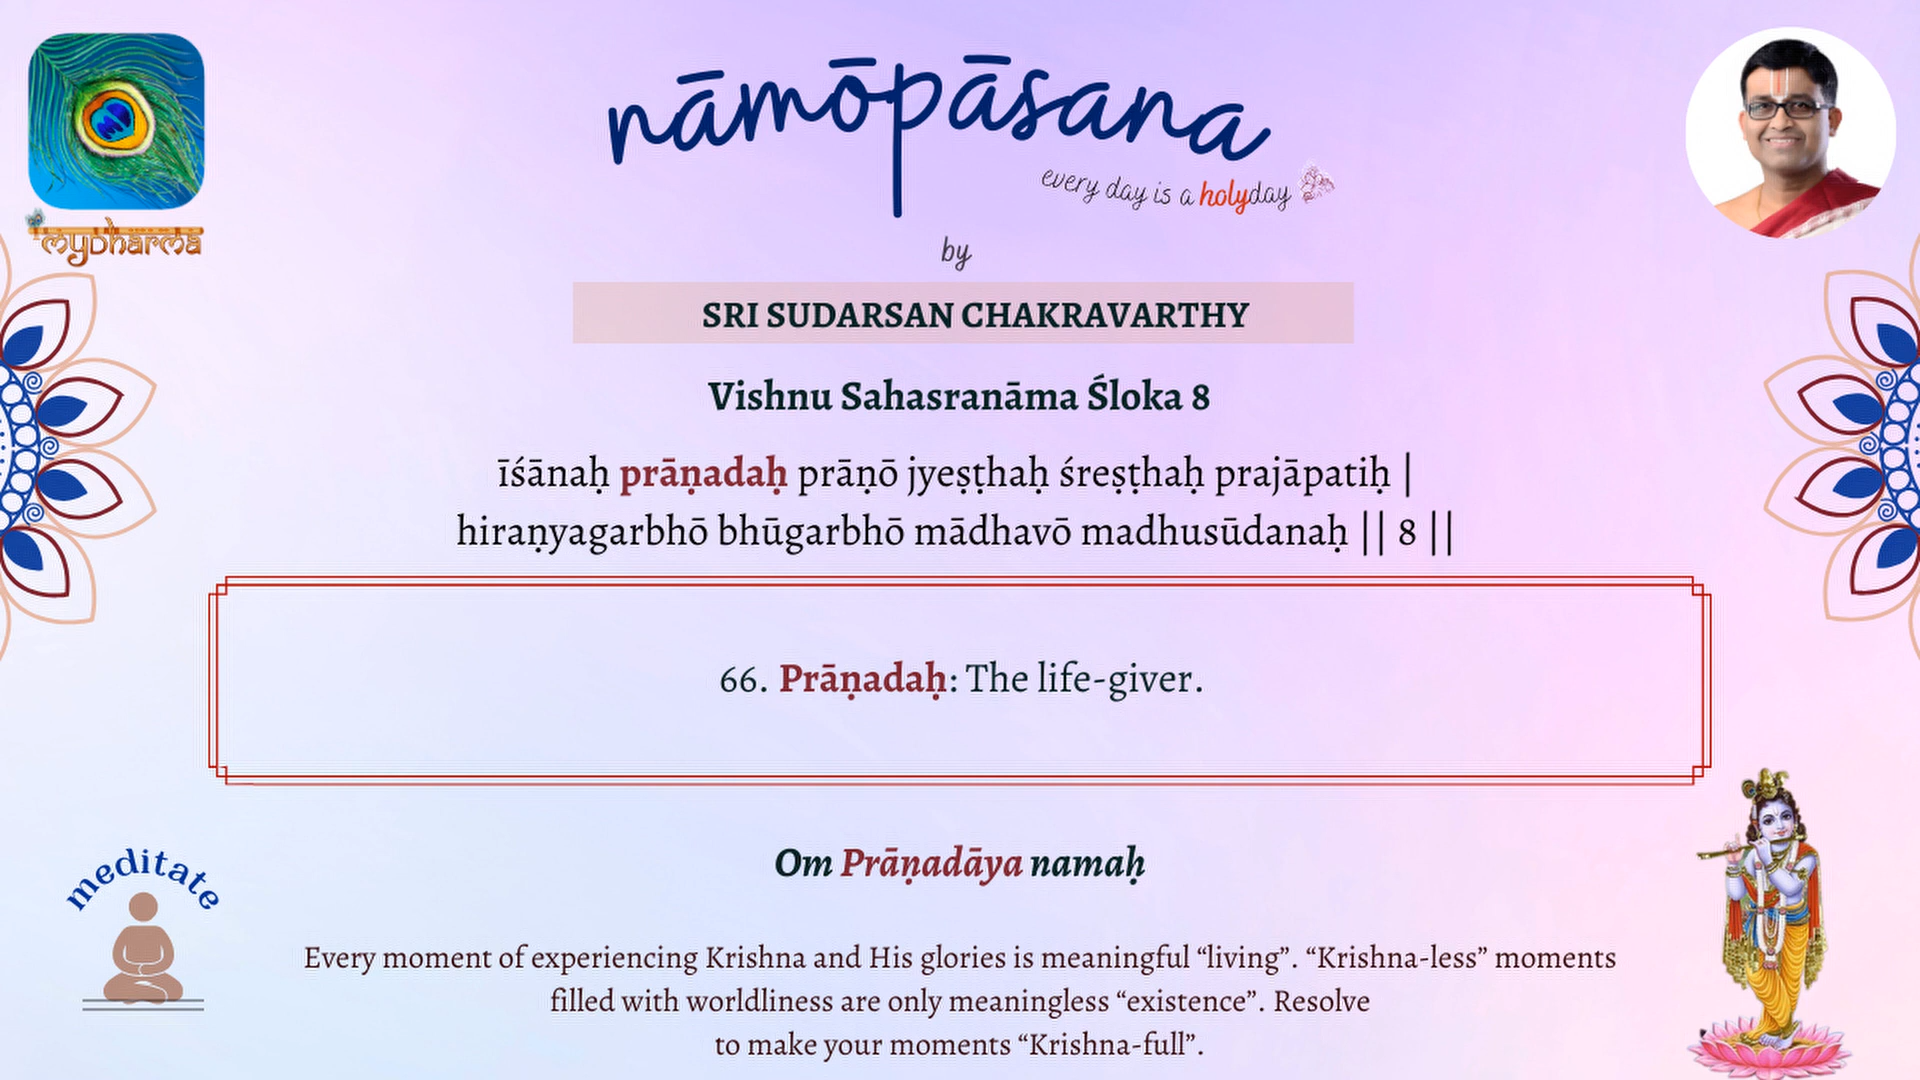 nāmōpāsana
every day is a holyday
myDharma
by
SRI SUDARSAN CHAKRAVARTHY
Vishnu Sahasranāma Śloka 8
īśānaḥ prāṇadaḥ prāṇō jyeṣṭhaḥ śreṣṭhaḥ prajāpatiḥ |
hiraṇyagarbhō bhūgarbhō mādhavō madhusūdanaḥ || 8 ||
66. Prāṇadaḥ: The life-giver.
Om Prāṇadāya namaḥ
meditate
Every moment of experiencing Krishna and His glories is meaningful “living”. “Krishna-less” moments
filled with worldliness are only meaningless “existence”. Resolve
to make your moments “Krishna-full”.